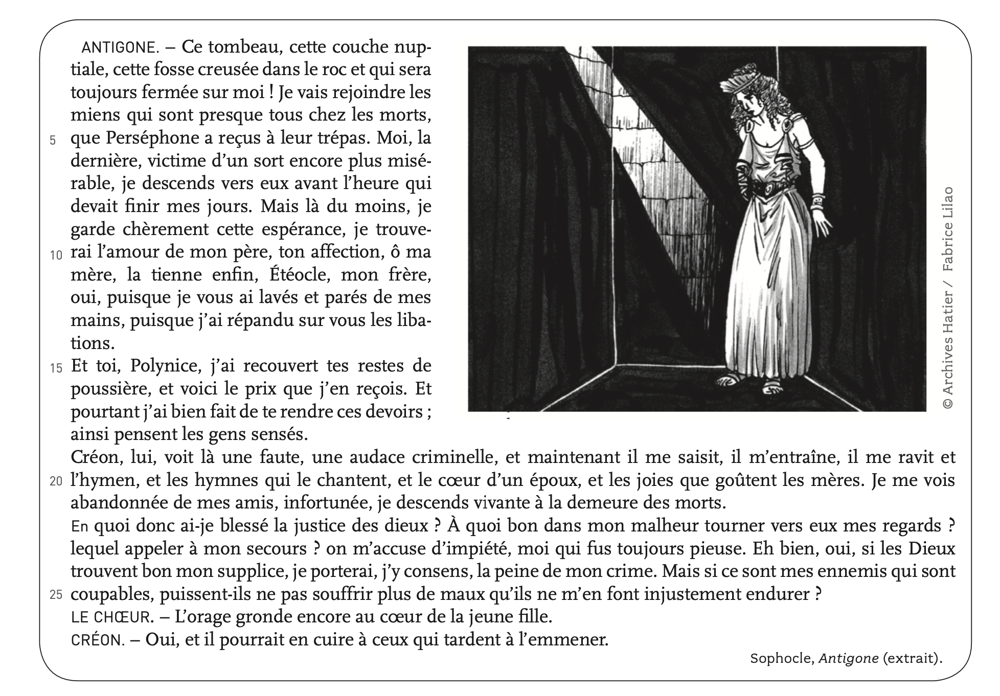 ANTIGONE. – Ce tombeau, cette couche nup-
tiale, cette fosse creusée dans le roc et qui sera
toujours fermée sur moi ! Je vais rejoindre les
miens qui sont presque tous chez les morts,
5 que Perséphone a reçus à leur trépas. Moi, la
dernière, victime d’un sort encore plus misé-
rable, je descends vers eux avant l’heure qui
devait finir mes jours. Mais là du moins, je
garde chèrement cette espérance, je trouve-
10 rai l’amour de mon père, ton affection, ô ma
mère, la tienne enfin, Étéocle, mon frère,
oui, puisque je vous ai lavés et parés de mes
mains, puisque j’ai répandu sur vous les liba-
tions.
15 Et toi, Polynice, j’ai recouvert tes restes de
poussière, et voici le prix que j’en reçois. Et
pourtant j’ai bien fait de te rendre ces devoirs ;
ainsi pensent les gens sensés.
Créon, lui, voit là une faute, une audace criminelle, et maintenant il me saisit, il m’entraîne, il me ravit et
20 l’hymen, et les hymnes qui le chantent, et le cœur d’un époux, et les joies que goûtent les mères. Je me vois
abandonnée de mes amis, infortunée, je descends vivante à la demeure des morts.
En quoi donc ai-je blessé la justice des dieux ? À quoi bon dans mon malheur tourner vers eux mes regards ?
lequel appeler à mon secours ? on m’accuse d’impiété, moi qui fus toujours pieuse. Eh bien, oui, si les Dieux
trouvent bon mon supplice, je porterai, j’y consens, la peine de mon crime. Mais si ce sont mes ennemis qui sont
25 coupables, puissent-ils ne pas souffrir plus de maux qu’ils ne m’en font injustement endurer ?
LE CHŒUR. – L’orage gronde encore au cœur de la jeune fille.
CRÉON. – Oui, et il pourrait en cuire à ceux qui tardent à l’emmener.
Sophocle, Antigone (extrait).
© Archives Hatier / Fabrice Lilao